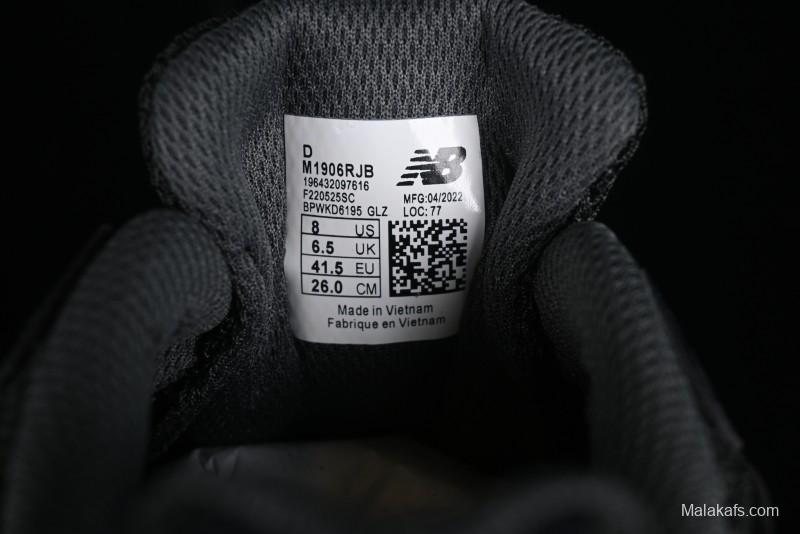 D
M1906RJB
196432097616
F220525SC
BPWKD6195 GLZ
NB
MFG:04/2022
LOC: 77
8 US
6.5 UK
41.5 EU
26.0 CM
Made in Vietnam
Fabrique en Vietnam
Malakafs.com